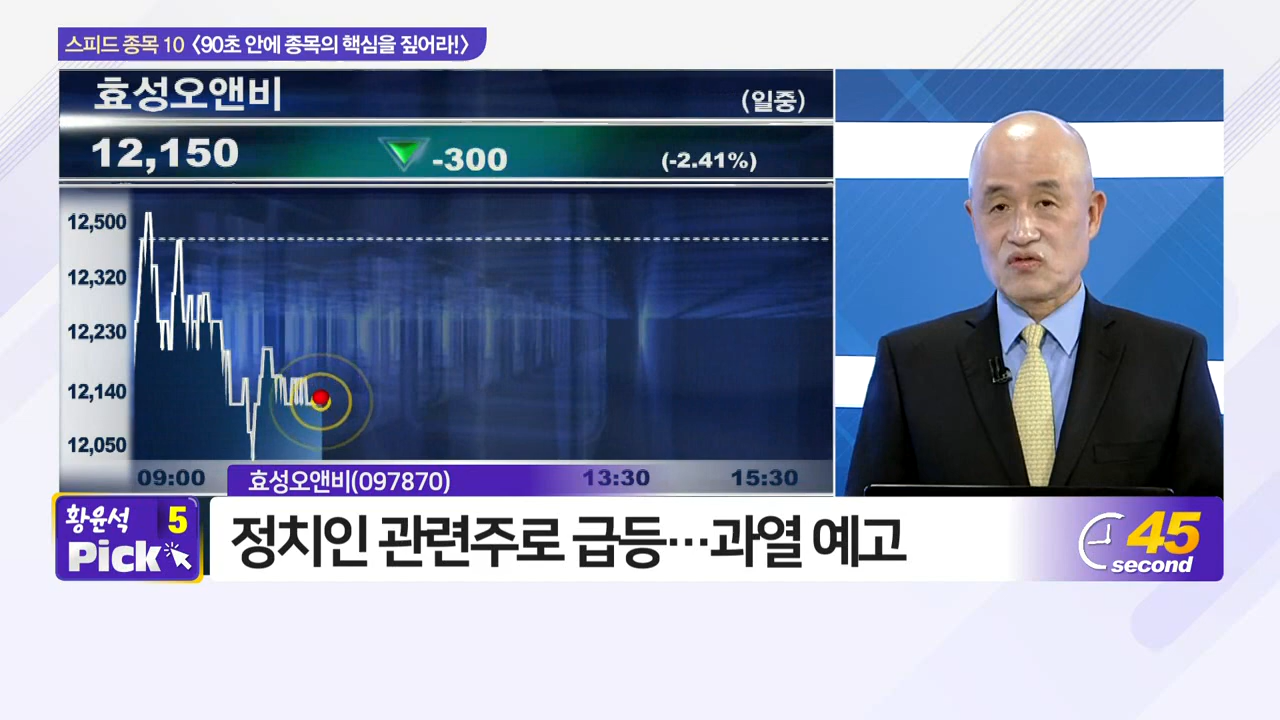 스피드 종목 10 〈90초 안에 종목의 핵심을 짚어라!〉
효성오앤비
(일중)
12,150
-300
(-2.41%)
12,500
12,320
12,230
12,140
12,050
09:00
13:30
15:30
효성오앤비(097870)
황윤석 5
Pick
정치인 관련주로 급등…과열 예고
45
second